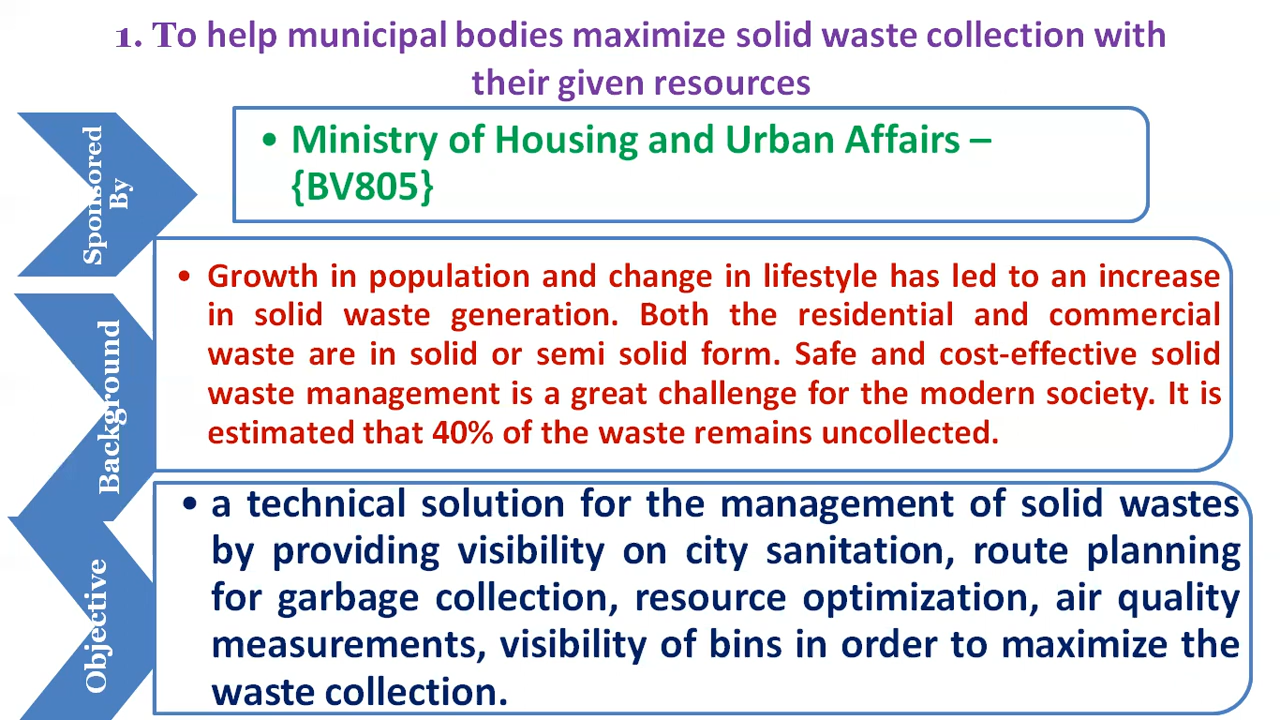 1. To help municipal bodies maximize solid waste collection with
their given resources
Sponsored
By
• Ministry of Housing and Urban Affairs –
{BV805}
Background
• Growth in population and change in lifestyle has led to an increase
in solid waste generation. Both the residential and commercial
waste are in solid or semi solid form. Safe and cost-effective solid
waste management is a great challenge for the modern society. It is
estimated that 40% of the waste remains uncollected.
Objective
• a technical solution for the management of solid wastes
by providing visibility on city sanitation, route planning
for garbage collection, resource optimization, air quality
measurements, visibility of bins in order to maximize the
waste collection.